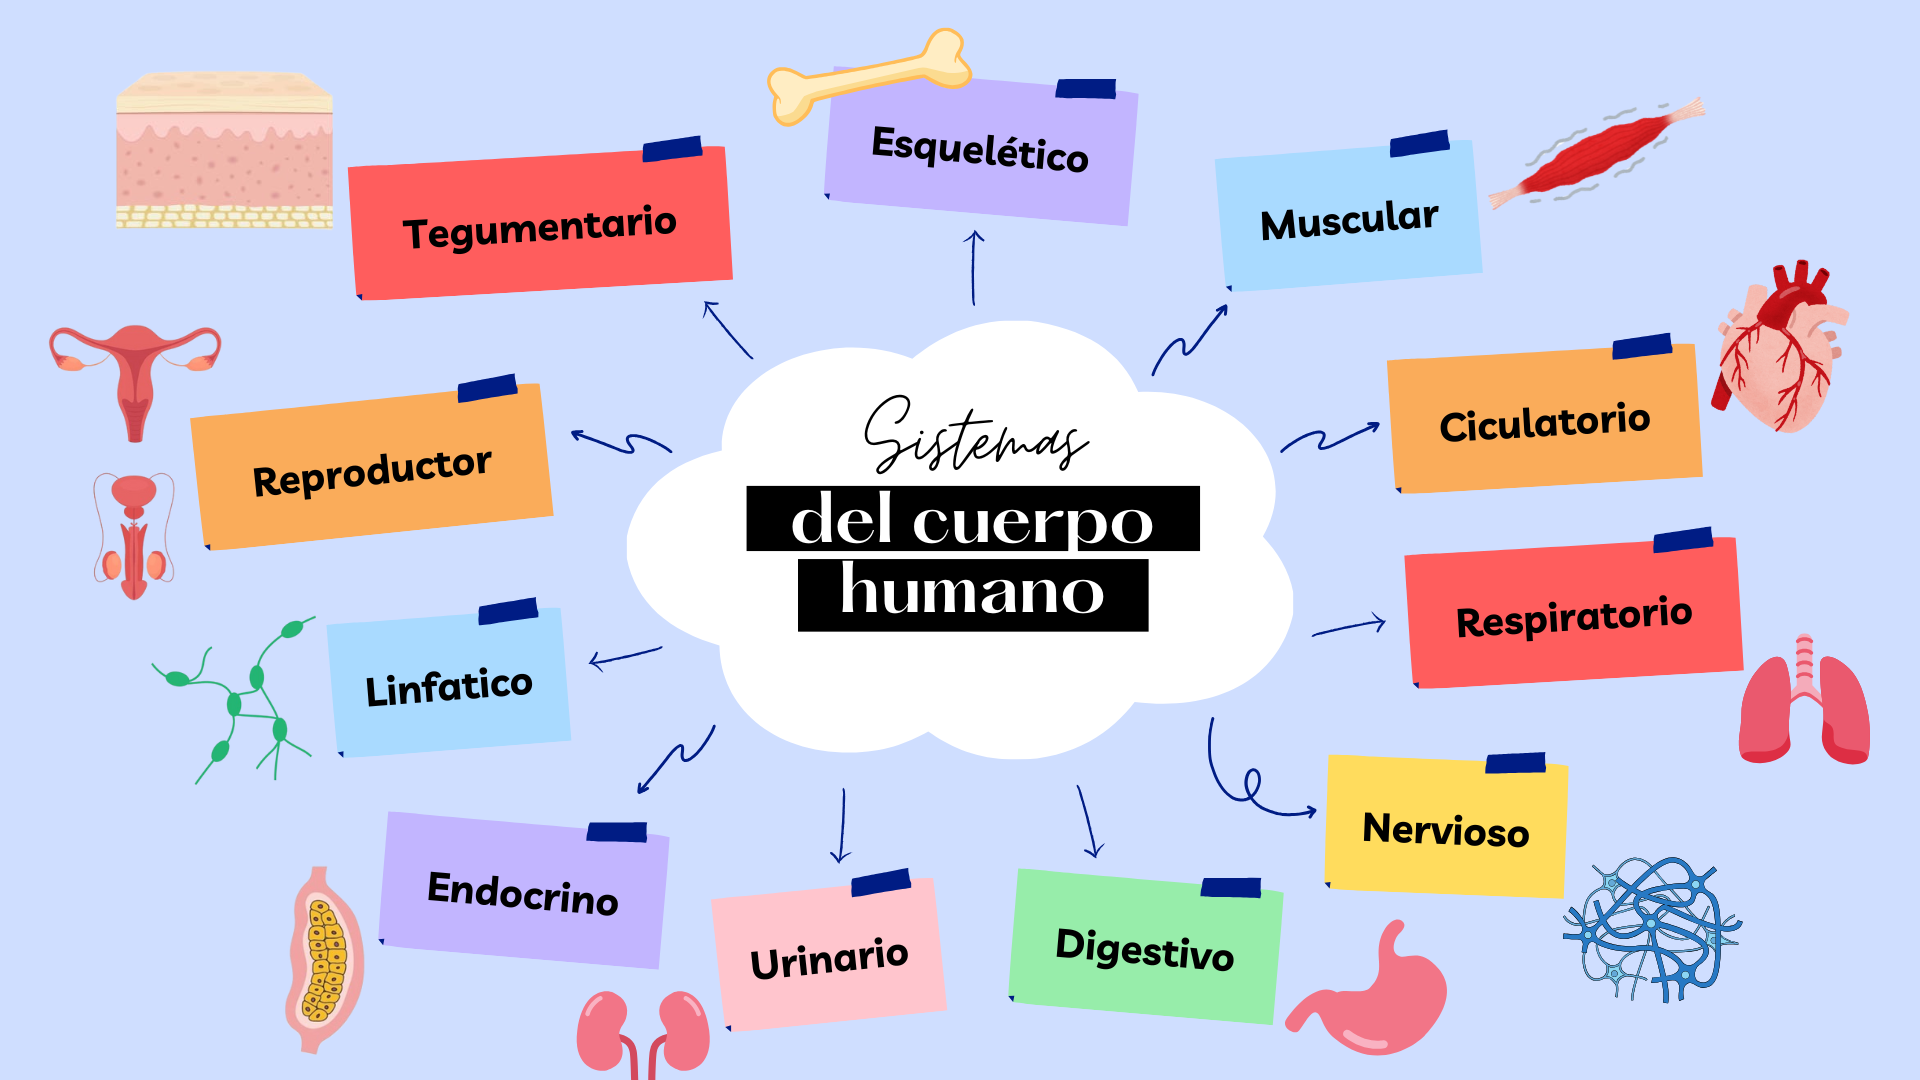 Sistemas
del cuerpo
humano
Esquelético
Muscular
Ciculatorio
Respiratorio
Nervioso
Digestivo
Urinario
Endocrino
Linfatico
Reproductor
Tegumentario